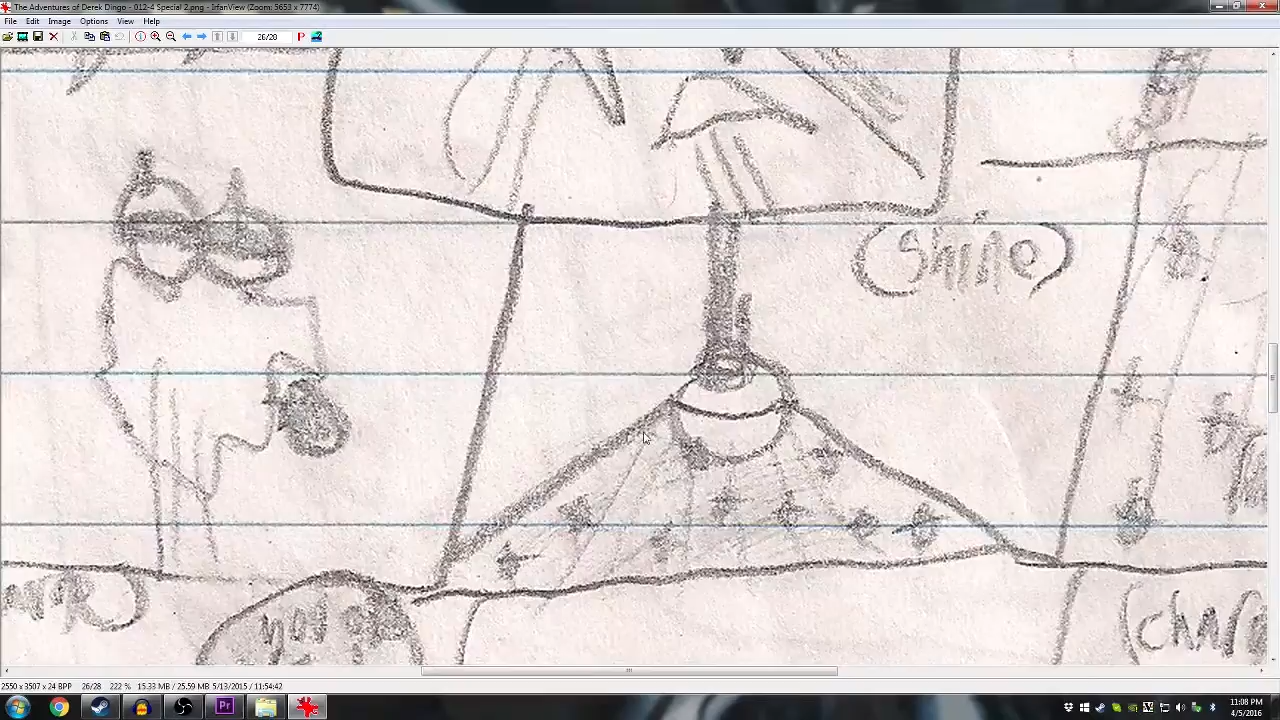 The Adventures of Derek Dingo - 012-4 Special 2.png - IrfanView (Zoom: 5653 x 7774)
File Edit Image Options View Help
26/28
Shine
you
2550 x 3507 x 24 BPP 26/28 222 % 15.33 MB / 25.59 MB 5/13/2015 / 11:54:42
Pr
11:08 PM
4/5/2016